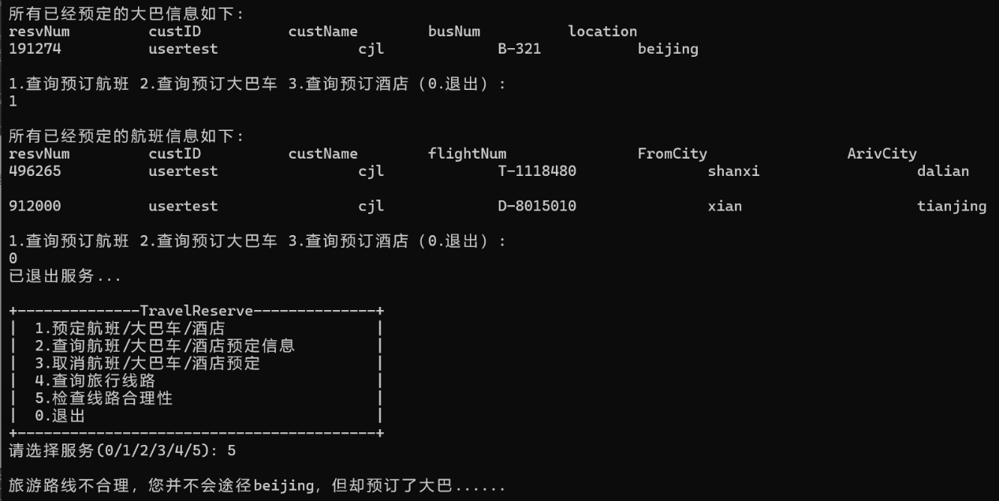 所有已经预定的大巴信息如下:
resvNum custID custName busNum location
191274 usertest cjl B-321 beijing
1.查询预订航班 2.查询预订大巴车 3.查询预订酒店（0.退出）:
1
所有已经预定的航班信息如下:
resvNum custID custName flightNum FromCity ArivCity
496265 usertest cjl T-1118480 shanxi dalian
912000 usertest cjl D-8015010 xian tianjing
1.查询预订航班 2.查询预订大巴车 3.查询预订酒店（0.退出）:
0
已退出服务...
+--------------TravelReserve--------------+
| 1.预定航班/大巴车/酒店 |
| 2.查询航班/大巴车/酒店预定信息 |
| 3.取消航班/大巴车/酒店预定 |
| 4.查询旅行线路 |
| 5.检查线路合理性 |
| 0.退出 |
+-----------------------------------------+
请选择服务(0/1/2/3/4/5): 5
旅游路线不合理，您并不会途径beijing，但却预订了大巴......